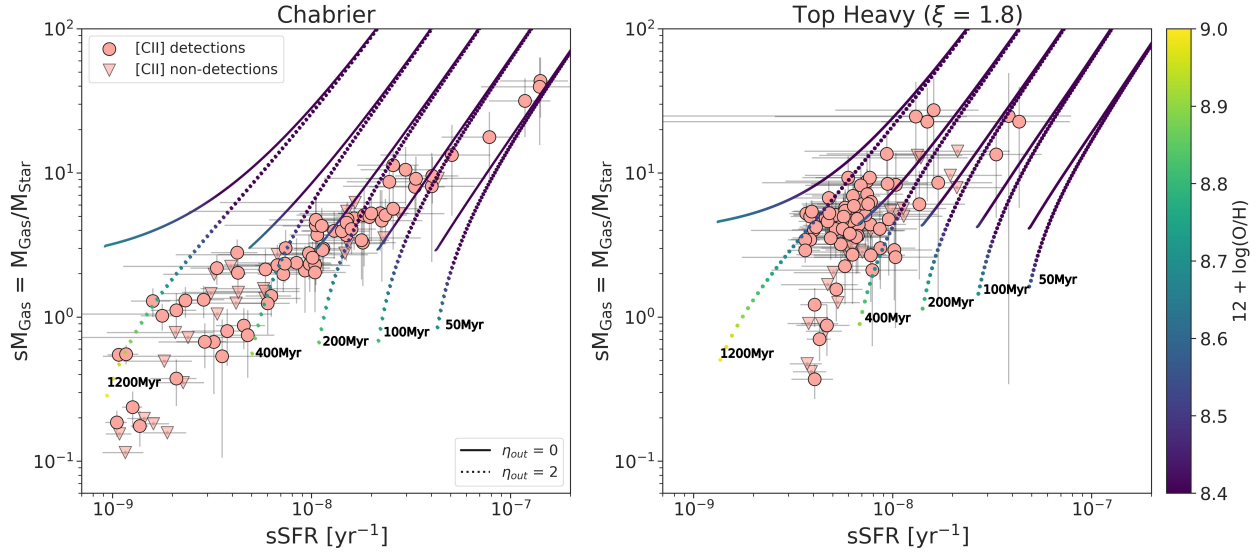 Chabrier
10²
10¹
10⁰
10⁻¹
sM_Gas = M_Gas/M_Star
[CII] detections
[CII] non-detections
1200Myr
400Myr
200Myr
100Myr
50Myr
η_out = 0
η_out = 2
10⁻⁹
10⁻⁸
10⁻⁷
sSFR [yr⁻¹]
Top Heavy (ξ = 1.8)
10²
10¹
10⁰
10⁻¹
sM_Gas = M_Gas/M_Star
1200Myr
400Myr
200Myr
100Myr
50Myr
10⁻⁹
10⁻⁸
10⁻⁷
sSFR [yr⁻¹]
9.0
8.9
8.8
8.7
8.6
8.5
8.4
12 + log(O/H)